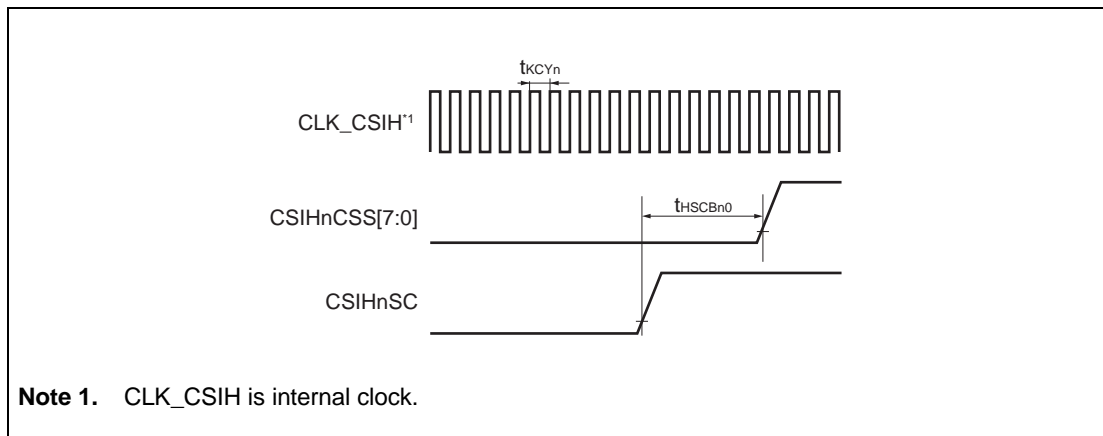 tKCYn
CLK_CSIH*1
CSIHnCSS[7:0]
tHSCBn0
CSIHnSC
Note 1. CLK_CSIH is internal clock.